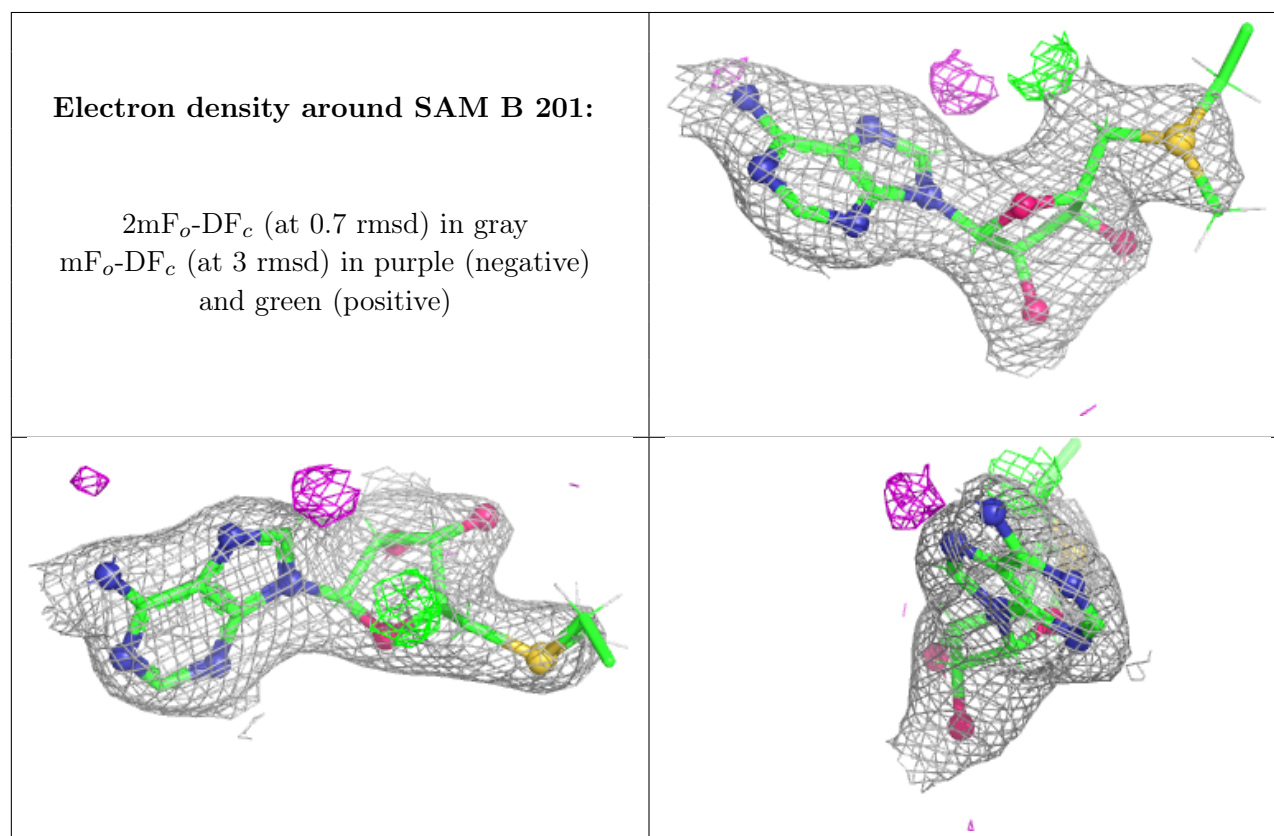 Electron density around SAM B 201:
2mFo-DFc (at 0.7 rmsd) in gray
mFo-DFc (at 3 rmsd) in purple (negative)
and green (positive)